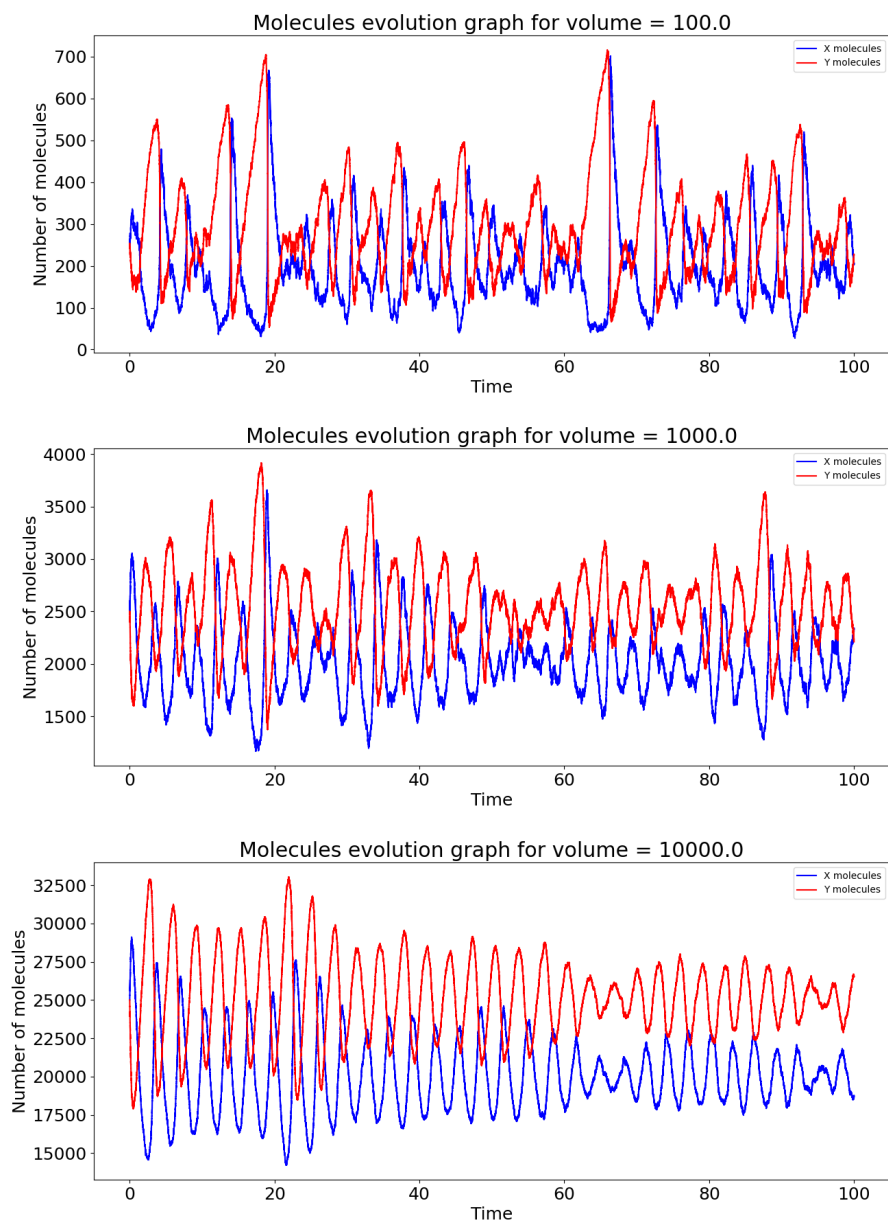 Molecules evolution graph for volume = 100.0
X molecules
Y molecules
700
600
500
400
300
200
100
0
Number of molecules
0 20 40 60 80 100
Time
Molecules evolution graph for volume = 1000.0
X molecules
Y molecules
4000
3500
3000
2500
2000
1500
Number of molecules
0 20 40 60 80 100
Time
Molecules evolution graph for volume = 10000.0
X molecules
Y molecules
32500
30000
27500
25000
22500
20000
17500
15000
Number of molecules
0 20 40 60 80 100
Time